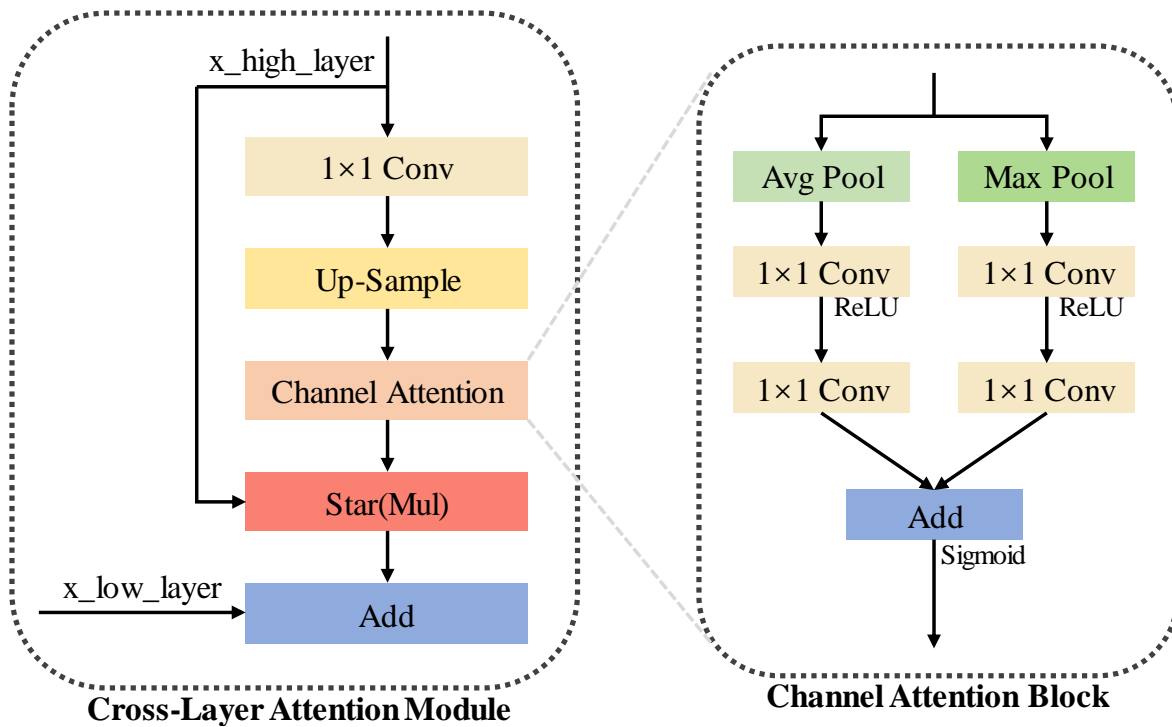 x_high_layer
1×1 Conv
Up-Sample
Channel Attention
Star(Mul)
x_low_layer
Add
Cross-Layer Attention Module
Avg Pool
Max Pool
1×1 Conv
1×1 Conv
ReLU
ReLU
1×1 Conv
1×1 Conv
Add
Sigmoid
Channel Attention Block